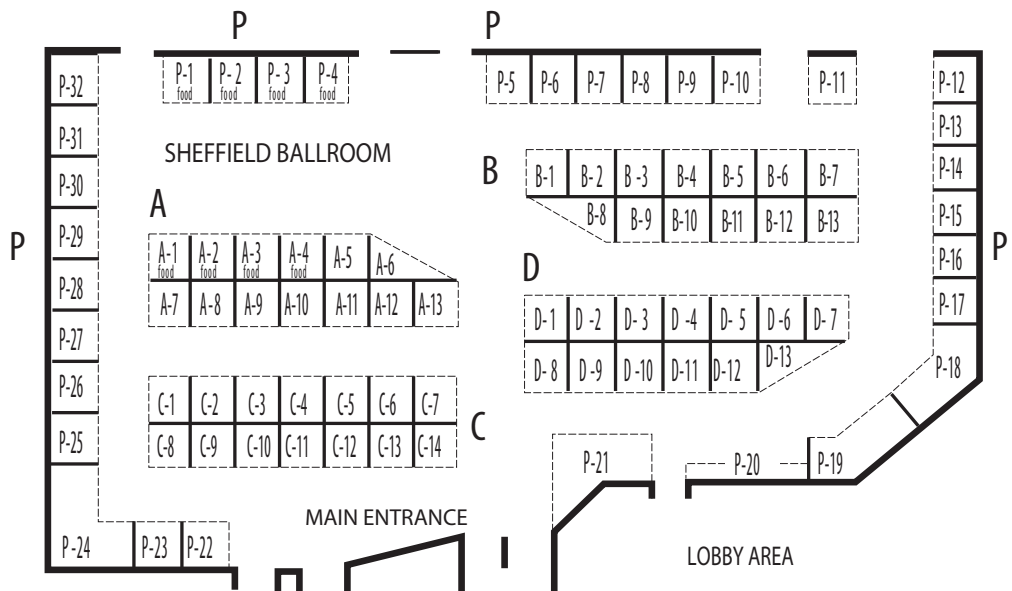 P P
P-32 P-1 P- 2 P- 3 P-4 P-5 P-6 P-7 P-8 P-9 P-10 P-11 P-12
food food food food
P-31 P-13
SHEFFIELD BALLROOM
P-30 B B-1 B- 2 B -3 B-4 B-5 B-6 B-7 P-14
A
P-29 B-8 B-9 B-10 B-11 B-12 B-13 P-15
P P
A-1 A-2 A-3 A-4 A-5 A-6 D P-16
food food food food
P-28 A-7 A-8 A-9 A-10 A-11 A-12 A-13 P-17
D- 1 D -2 D- 3 D -4 D- 5 D -6 D- 7
P-27
D- 8 D -9 D -10 D-11 D-12 D-13 P-18
P-26
C-1 C-2 C-3 C-4 C-5 C-6 C-7
C
P-25 C-8 C-9 C-10 C-11 C-12 C-13 C-14
P-21 P-20 P-19
MAIN ENTRANCE
P -24 P-23 P-22
LOBBY AREA